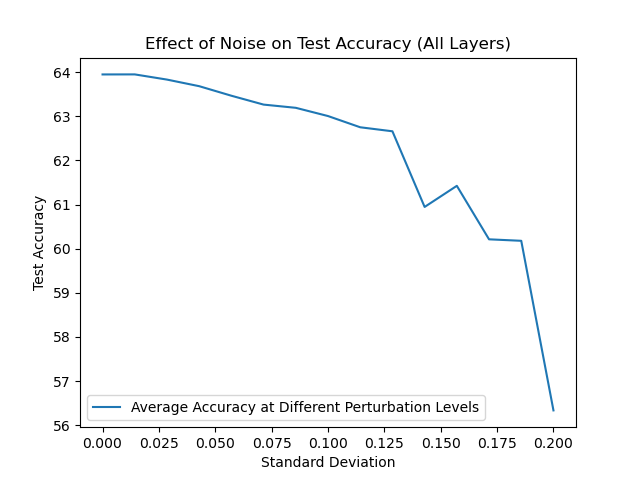 Effect of Noise on Test Accuracy (All Layers)
64
63
62
61
60
59
58
57
56
Test Accuracy
Average Accuracy at Different Perturbation Levels
0.000 0.025 0.050 0.075 0.100 0.125 0.150 0.175 0.200
Standard Deviation